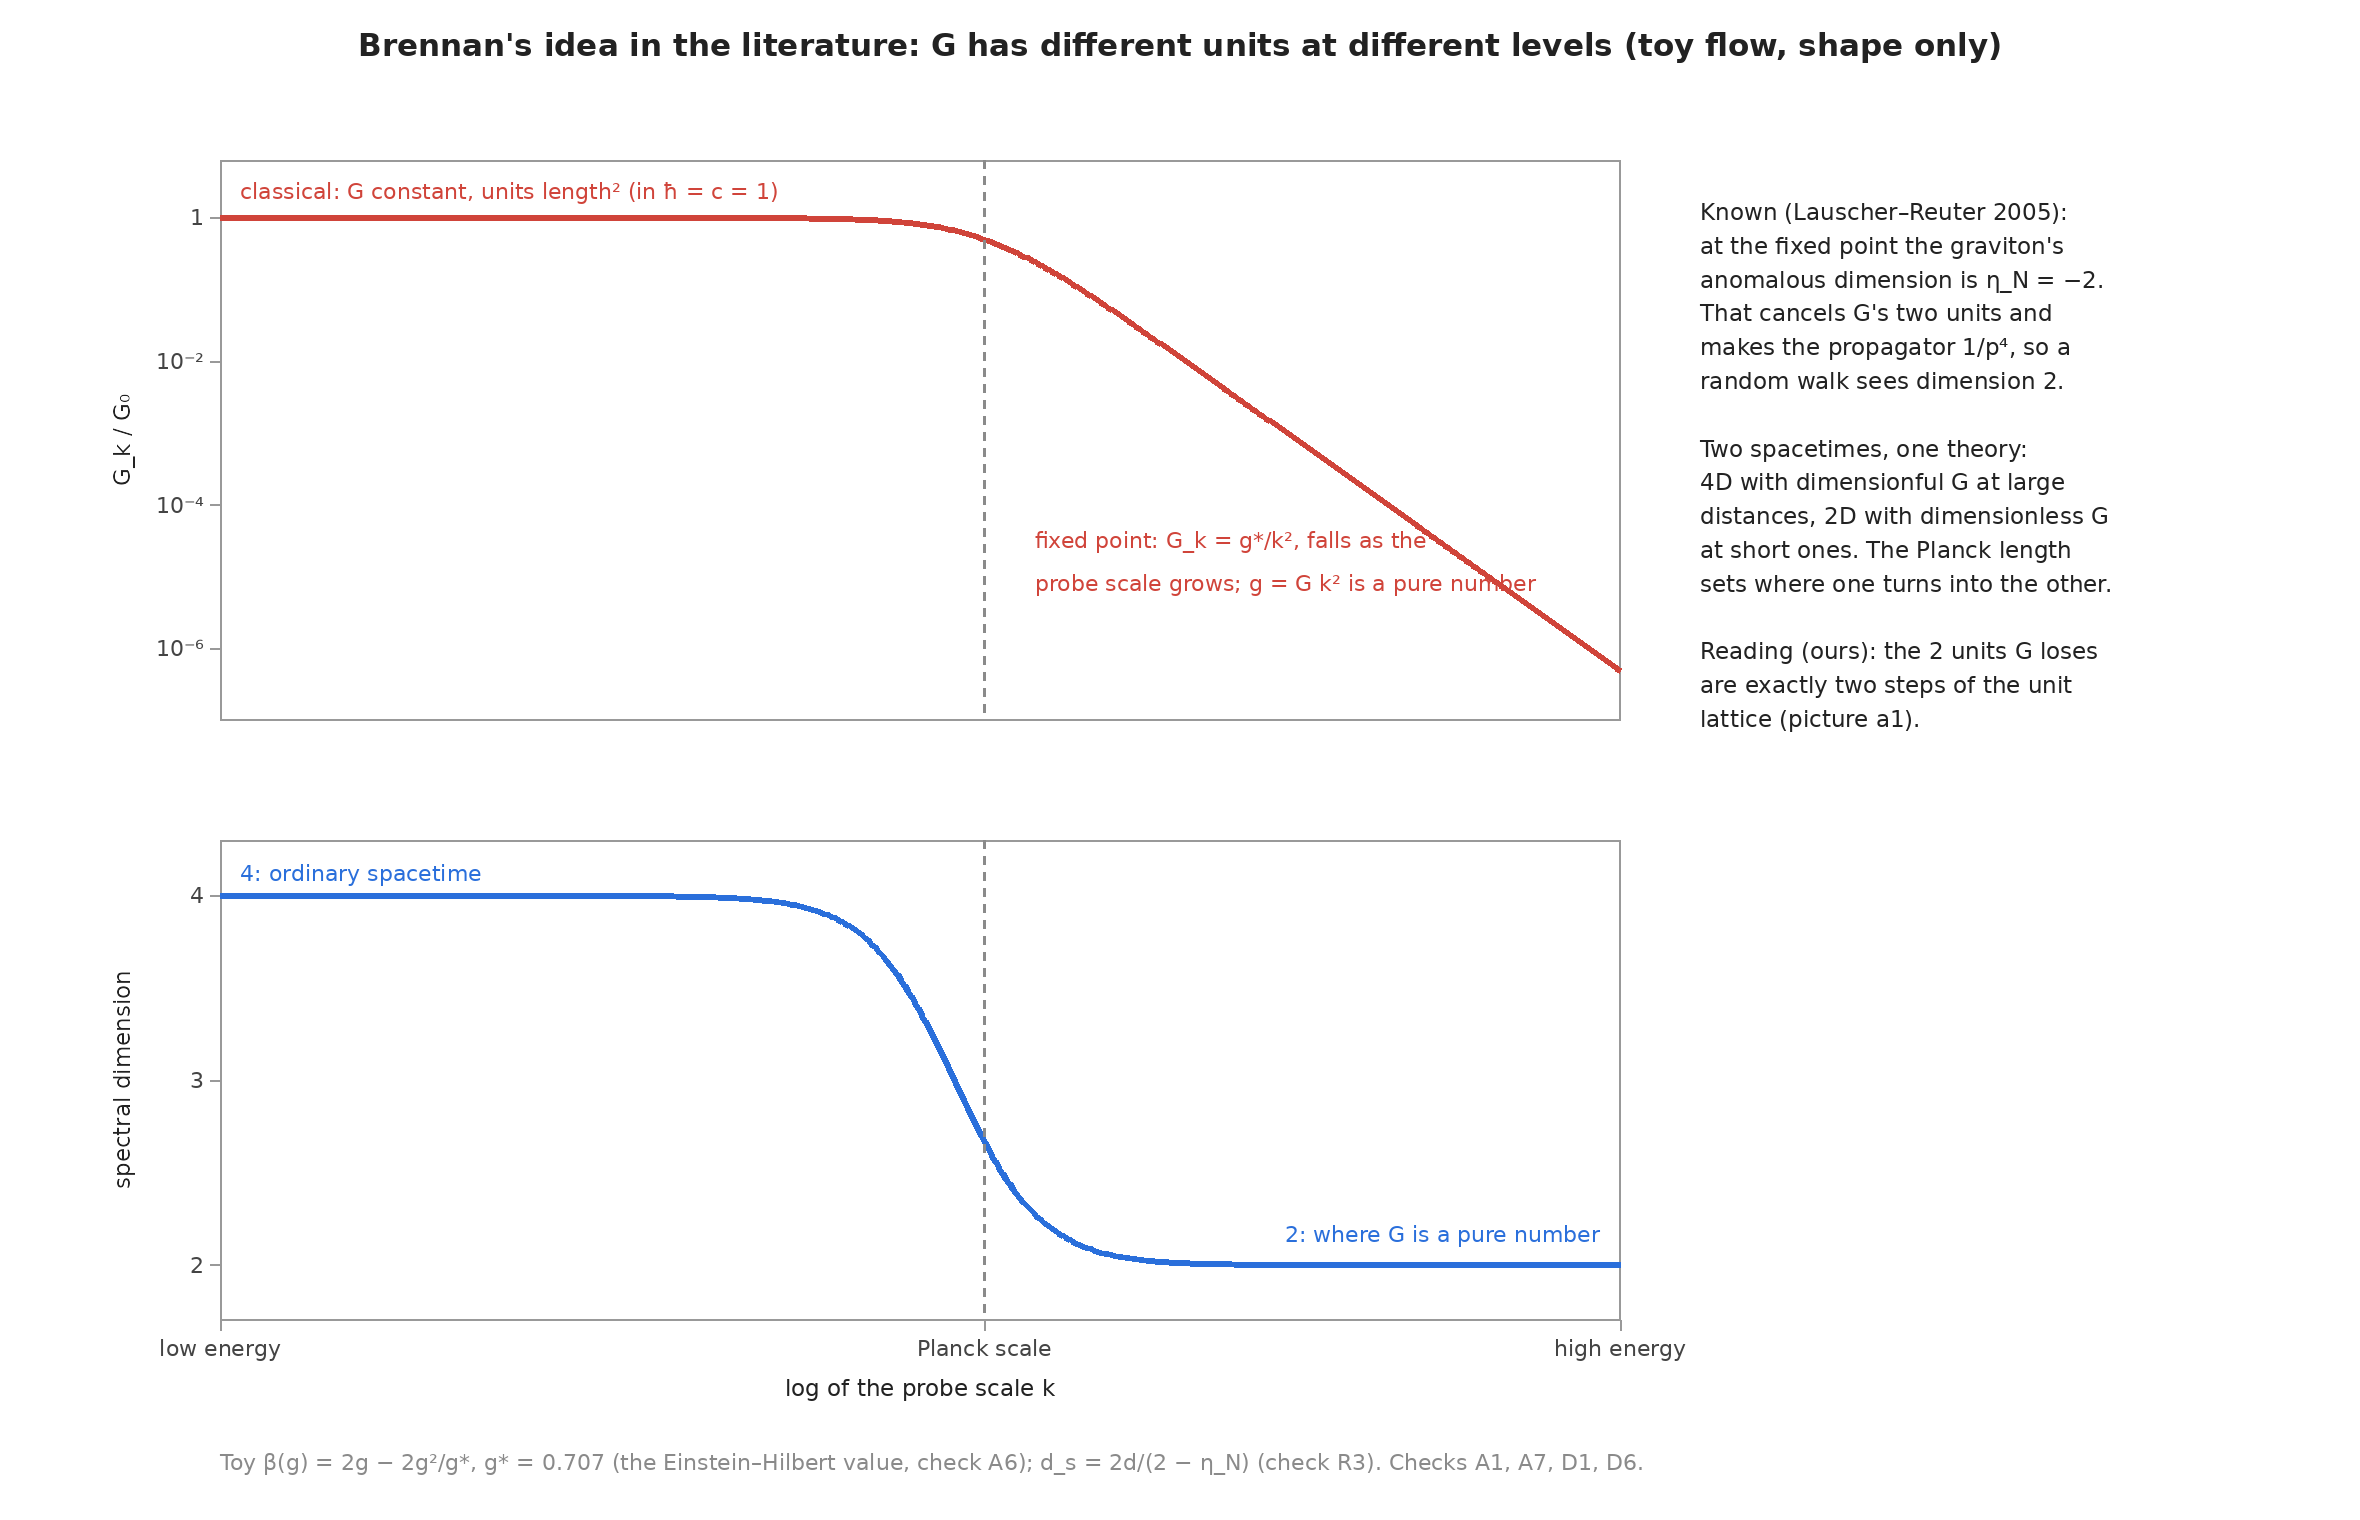 Brennan's idea in the literature: G has different units at different levels (toy flow, shape only)
classical: G constant, units length² (in ħ = c = 1)
1
10⁻²
10⁻⁴
10⁻⁶
G_k / G₀
fixed point: G_k = g*/k², falls as the
probe scale grows; g = G k² is a pure number
Known (Lauscher–Reuter 2005):
at the fixed point the graviton's
anomalous dimension is η_N = −2.
That cancels G's two units and
makes the propagator 1/p⁴, so a
random walk sees dimension 2.
Two spacetimes, one theory:
4D with dimensionful G at large
distances, 2D with dimensionless G
at short ones. The Planck length
sets where one turns into the other.
Reading (ours): the 2 units G loses
are exactly two steps of the unit
lattice (picture a1).
4: ordinary spacetime
4
3
2
spectral dimension
2: where G is a pure number
low energy
Planck scale
high energy
log of the probe scale k
Toy β(g) = 2g − 2g²/g*, g* = 0.707 (the Einstein–Hilbert value, check A6); d_s = 2d/(2 − η_N) (check R3). Checks A1, A7, D1, D6.